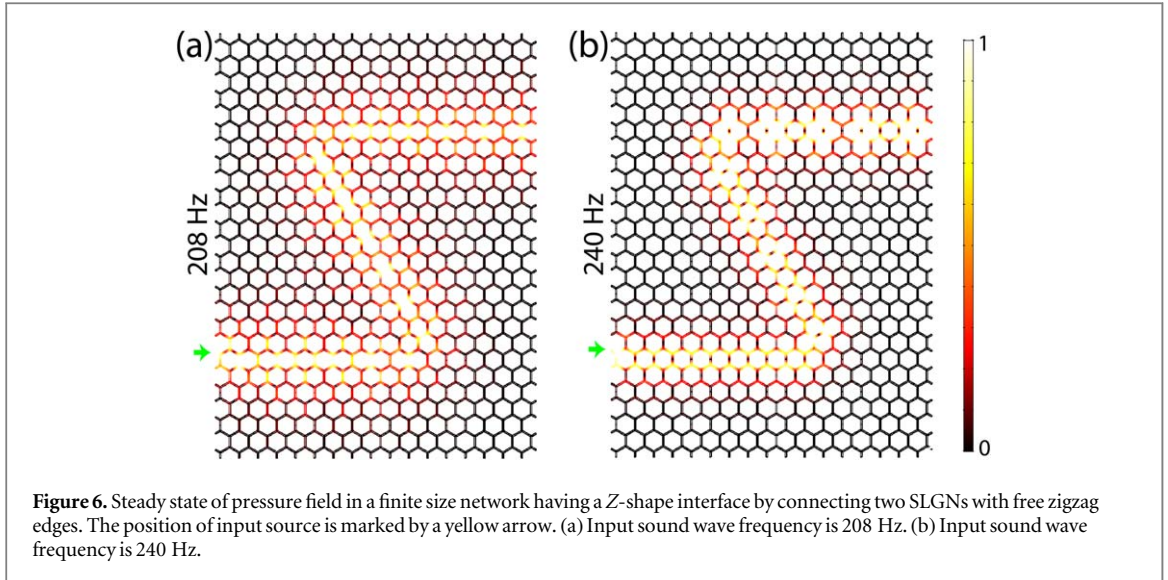 (a)
(b)
1
208 Hz
240 Hz
0
Figure 6. Steady state of pressure field in a finite size network having a Z-shape interface by connecting two SLGNs with free zigzag
edges. The position of input source is marked by a yellow arrow. (a) Input sound wave frequency is 208 Hz. (b) Input sound wave
frequency is 240 Hz.